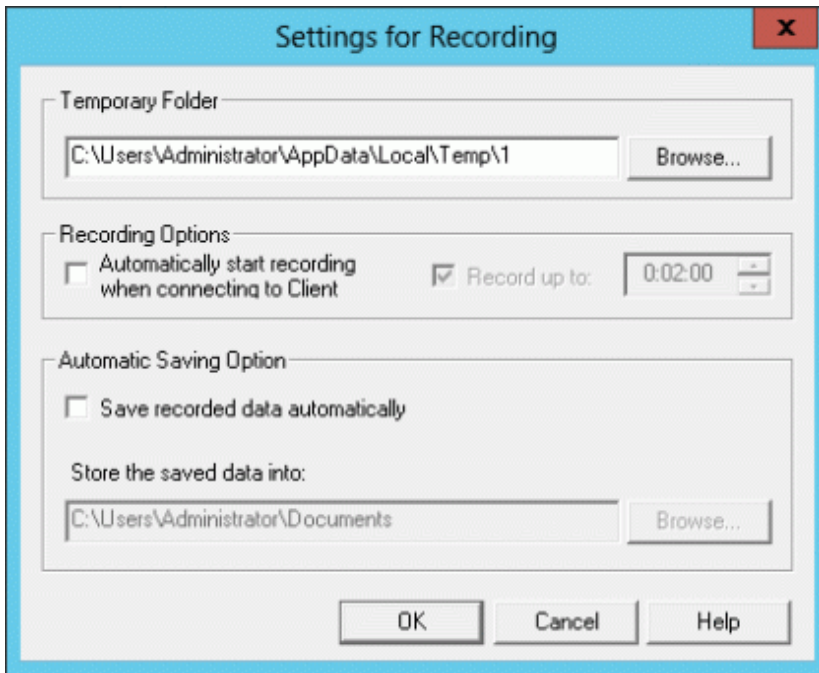 Settings for Recording
x
Temporary Folder
C:\Users\Administrator\AppData\Local\Temp\1
Browse...
Recording Options
Automatically start recording
when connecting to Client
Record up to:
0:02:00
Automatic Saving Option
Save recorded data automatically
Store the saved data into:
C:\Users\Administrator\Documents
Browse...
OK
Cancel
Help